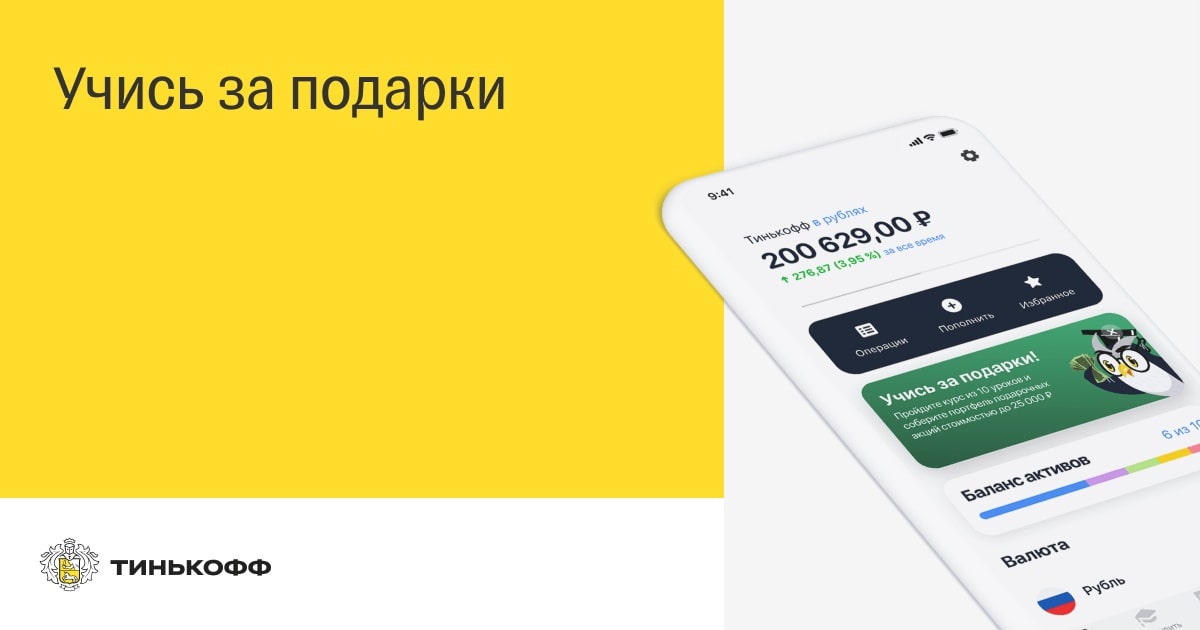 Учись за подарки
9:41
Тинькофф в рублях
200 629,00 ₽
↑ 276,87 (3,95 %) за все время
Операции
Пополнить
Избранное
Учись за подарки!
Пройдите курс из 10 уроков и
соберите портфель подарочных
акций стоимостью до 25 000 ₽
Баланс активов
6 из 10
Валюта
Рубль
ТИНЬКОФФ